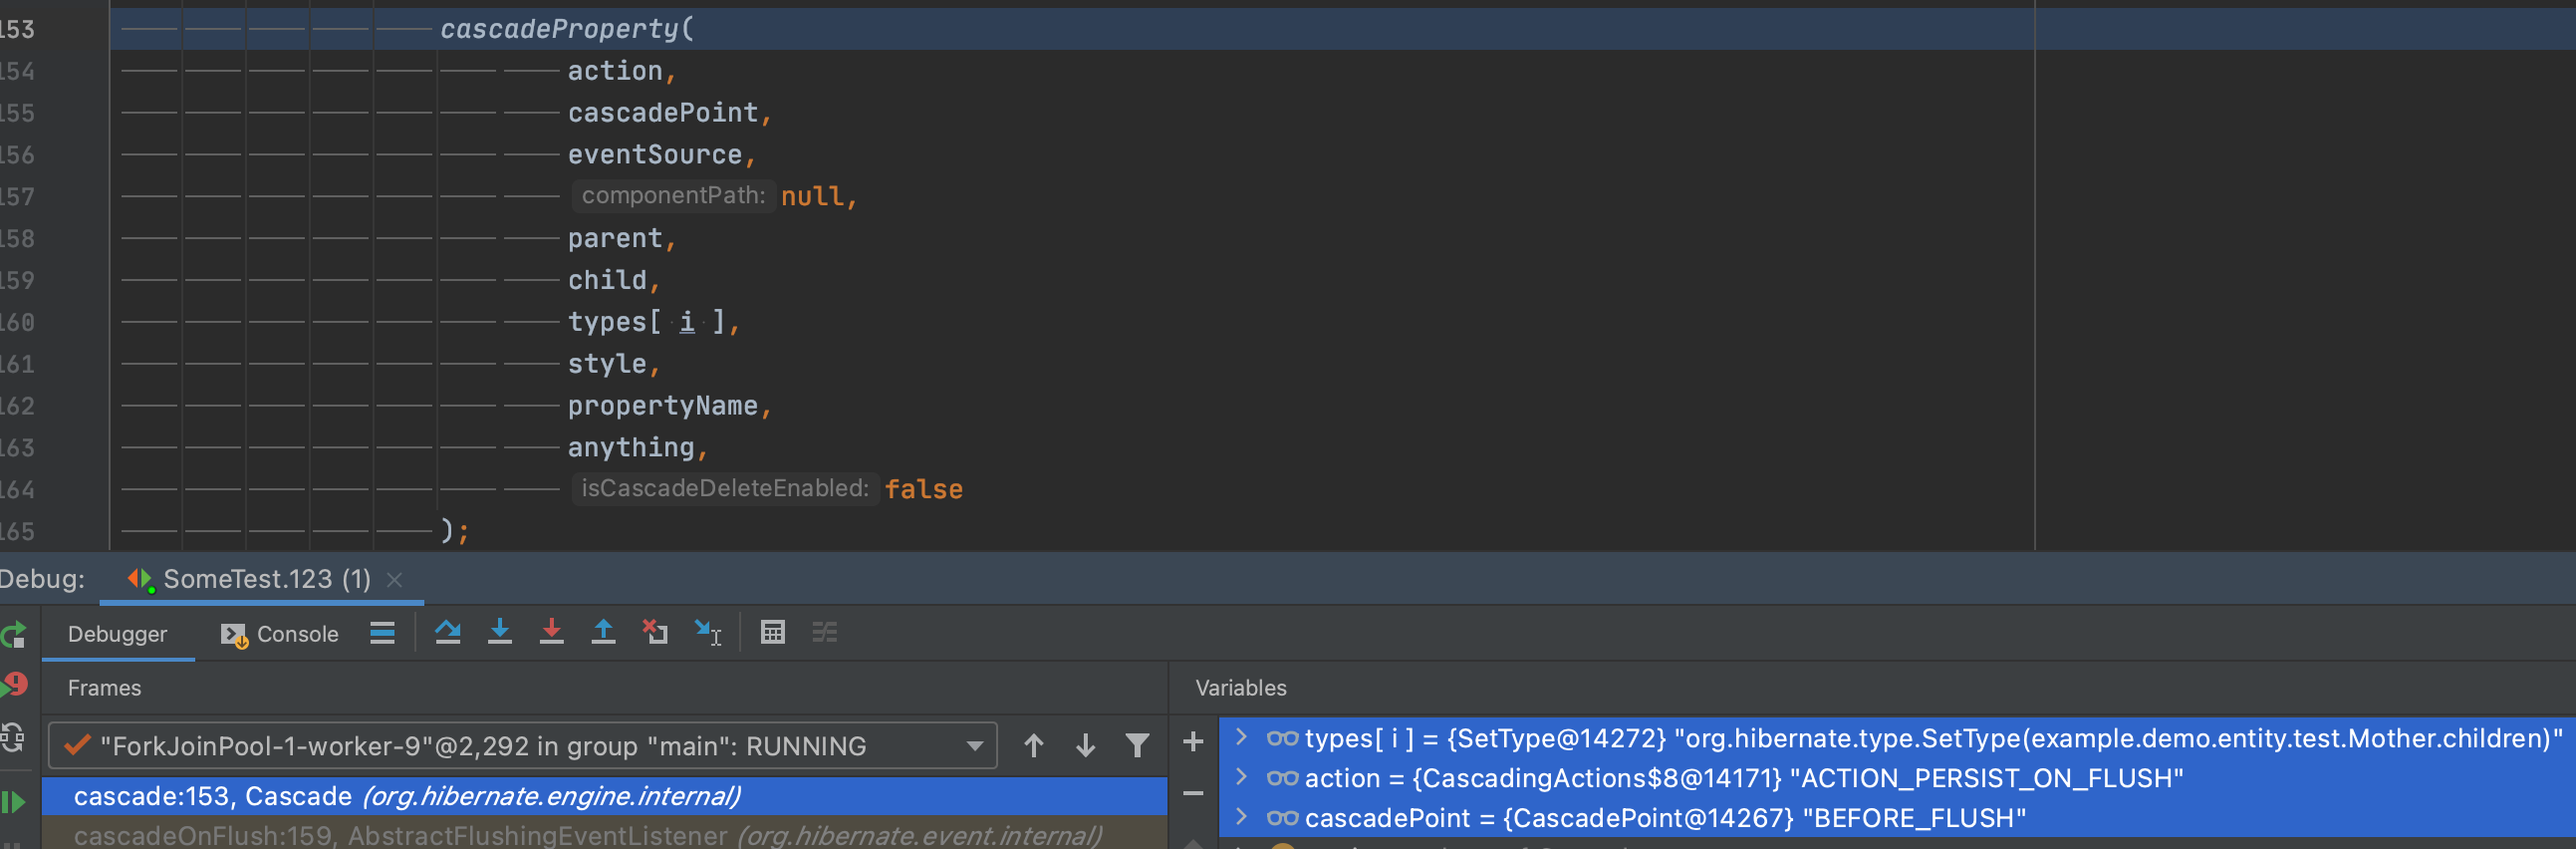 153 cascadeProperty(
154 action,
155 cascadePoint,
156 eventSource,
157 componentPath: null,
158 parent,
159 child,
160 types[ i ],
161 style,
162 propertyName,
163 anything,
164 isCascadeDeleteEnabled: false
165 );
Debug: SomeTest.123 (1)
Debugger Console
Frames Variables
"ForkJoinPool-1-worker-9"@2,292 in group "main": RUNNING
cascade:153, Cascade (org.hibernate.engine.internal)
cascadeOnFlush:159, AbstractFlushingEventListener (org.hibernate.event.internal)
types[ i ] = {SetType@14272} "org.hibernate.type.SetType(example.demo.entity.test.Mother.children)"
action = {CascadingActions$8@14171} "ACTION_PERSIST_ON_FLUSH"
cascadePoint = {CascadePoint@14267} "BEFORE_FLUSH"